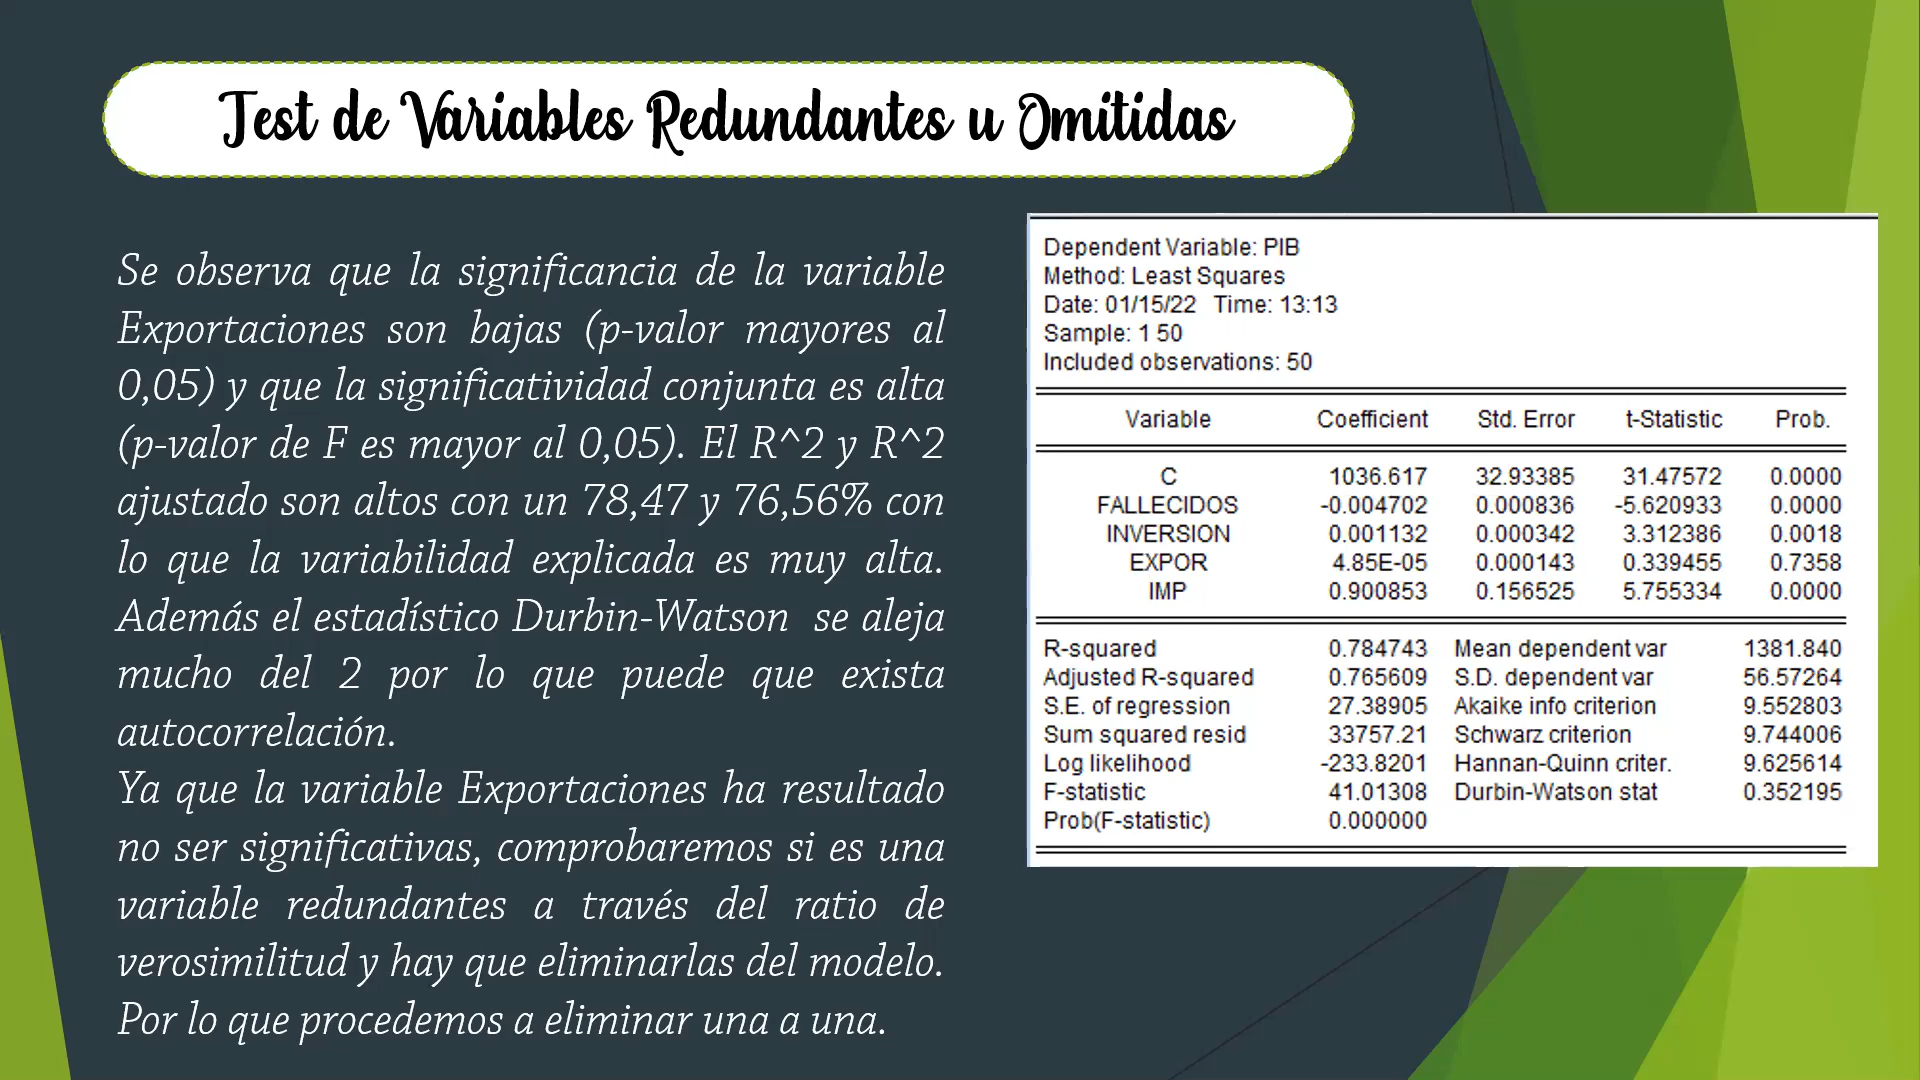 Test de Variables Redundantes u Omitidas
Se observa que la significancia de la variable
Exportaciones son bajas (p-valor mayores al
0,05) y que la significatividad conjunta es alta
(p-valor de F es mayor al 0,05). El R^2 y R^2
ajustado son altos con un 78,47 y 76,56% con
lo que la variabilidad explicada es muy alta.
Además el estadístico Durbin-Watson se aleja
mucho del 2 por lo que puede que exista
autocorrelación.
Ya que la variable Exportaciones ha resultado
no ser significativas, comprobaremos si es una
variable redundantes a través del ratio de
verosimilitud y hay que eliminarlas del modelo.
Por lo que procedemos a eliminar una a una.
Dependent Variable: PIB
Method: Least Squares
Date: 01/15/22 Time: 13:13
Sample: 1 50
Included observations: 50
Variable Coefficient Std. Error t-Statistic Prob.
C 1036.617 32.93385 31.47572 0.0000
FALLECIDOS -0.004702 0.000836 -5.620933 0.0000
INVERSION 0.001132 0.000342 3.312386 0.0018
EXPOR 4.85E-05 0.000143 0.339455 0.7358
IMP 0.900853 0.156525 5.755334 0.0000
R-squared 0.784743 Mean dependent var 1381.840
Adjusted R-squared 0.765609 S.D. dependent var 56.57264
S.E. of regression 27.38905 Akaike info criterion 9.552803
Sum squared resid 33757.21 Schwarz criterion 9.744006
Log likelihood -233.8201 Hannan-Quinn criter. 9.625614
F-statistic 41.01308 Durbin-Watson stat 0.352195
Prob(F-statistic) 0.000000